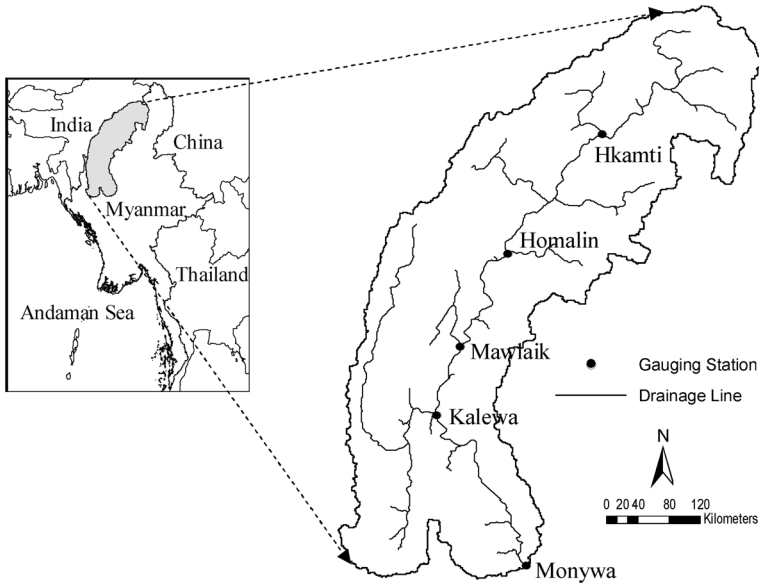 India
China
Myanmar
Thailand
Andaman Sea
Hkamti
Homalin
Mawlaik
Kalewa
Monywa
Gauging Station
Drainage Line
N
0 20 40 80 120
Kilometers